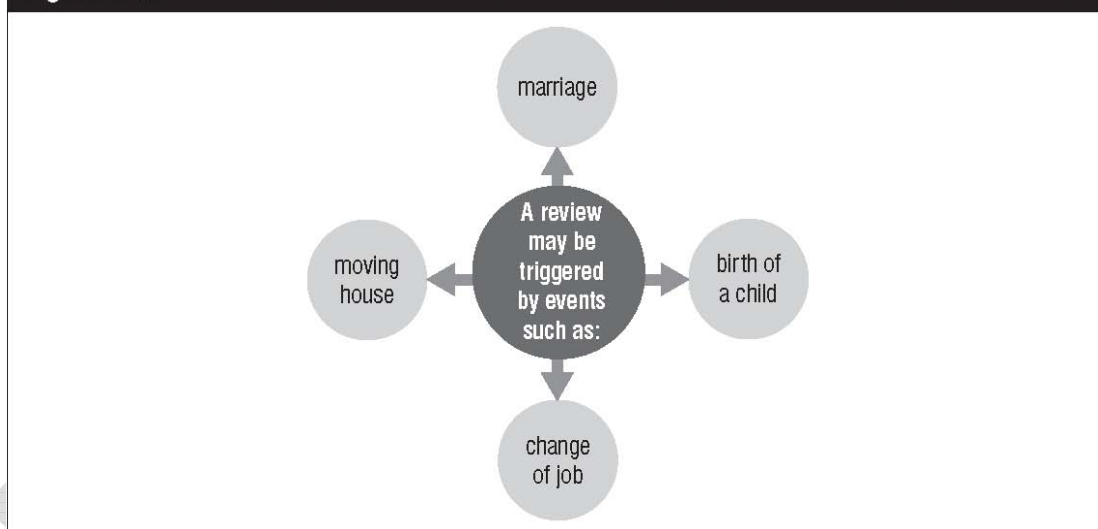 marriage
A review
may be
triggered
by events
such as:
moving
house
birth of
a child
change
of job